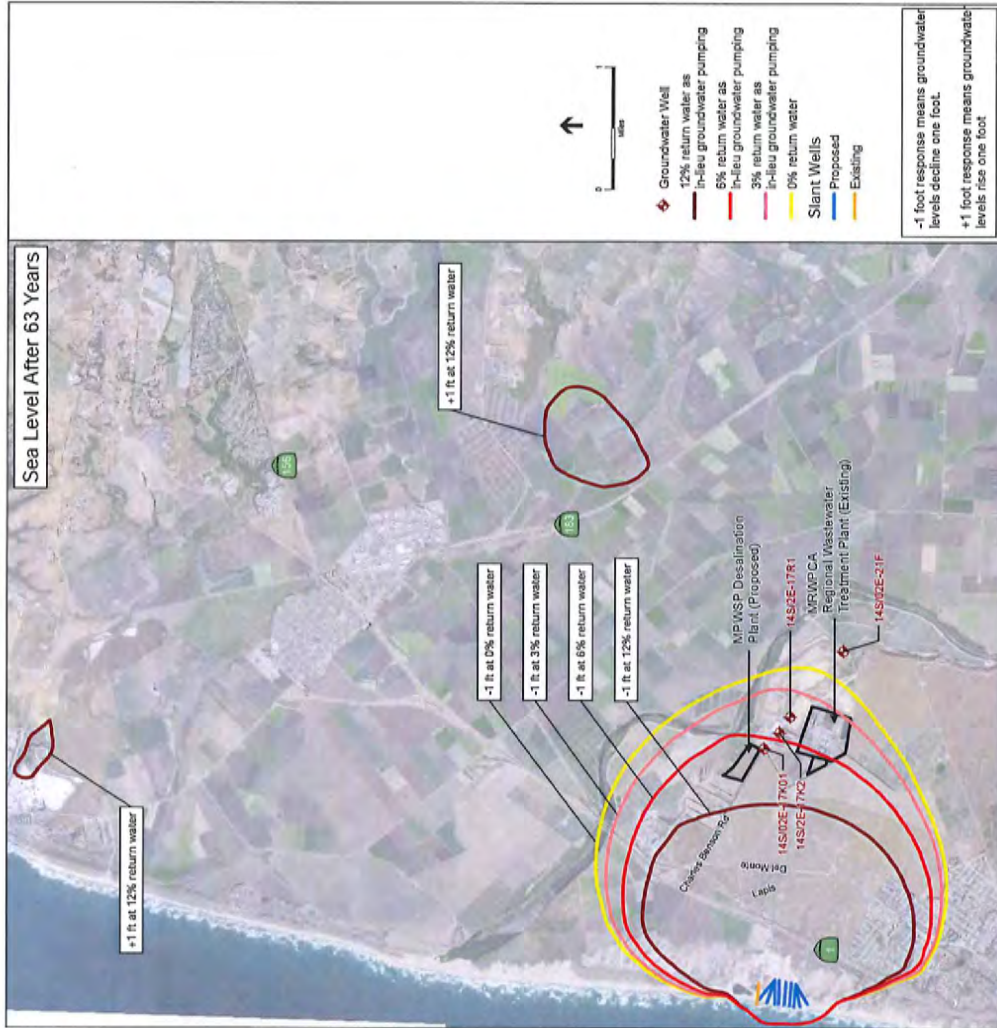 Sea Level After 63 Years
+1 ft at 12% return water
156
+1 ft at 12% return water
183
-1 ft at 0% return water
-1 ft at 3% return water
-1 ft at 6% return water
-1 ft at 12% return water
MPWSP Desalination
Plant (Proposed)
14S/2E-17R1
MRWPCA
Regional Wastewater
Treatment Plant (Existing)
14S/02E-21F
14S/02E-17K01
14S/2E-17K2
Charles Benson Rd
Del Monte
Lapis
1
0
1
Miles
Groundwater Well
12% return water as
in-lieu groundwater pumping
6% return water as
in-lieu groundwater pumping
3% return water as
in-lieu groundwater pumping
0% return water
Slant Wells
Proposed
Existing
-1 foot response means groundwater
levels decline one foot.
+1 foot response means groundwater
levels rise one foot